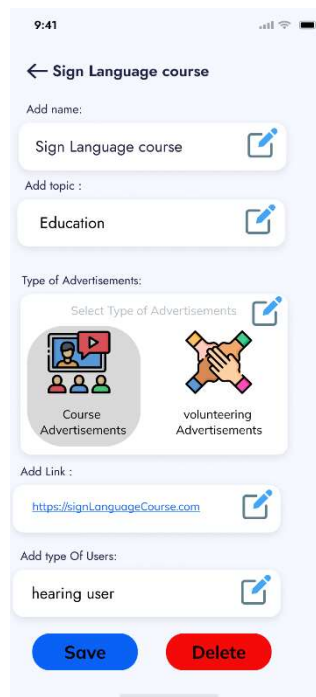 9:41
Sign Language course
Add name:
Sign Language course
Add topic :
Education
Type of Advertisements:
Select Type of Advertisements
Course
Advertisements
volunteering
Advertisements
Add Link :
https://signLanguageCourse.com
Add type Of Users:
hearing user
Save
Delete